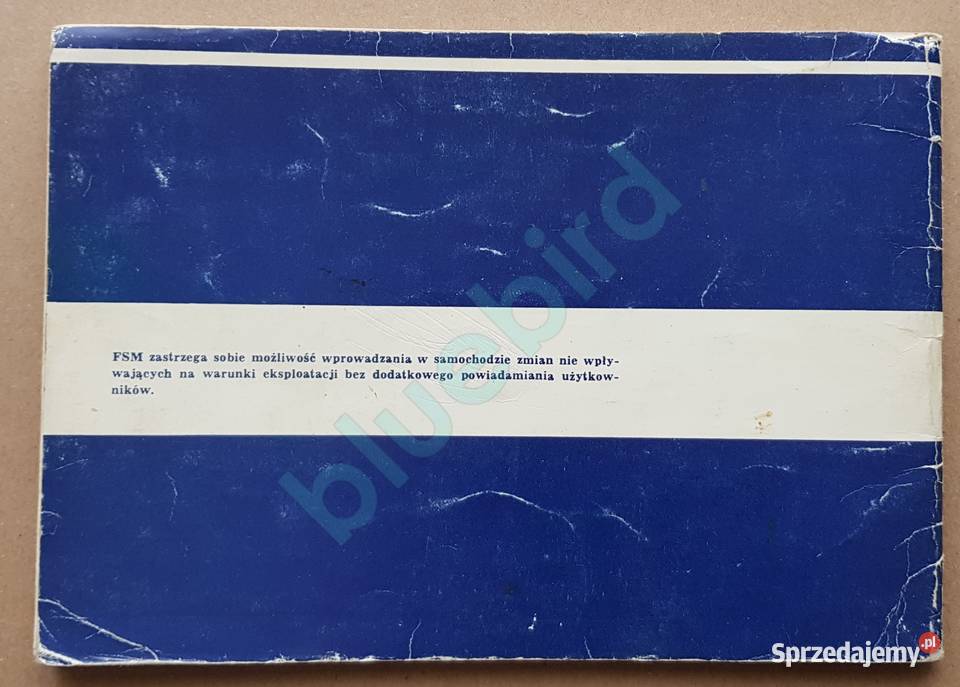 FSM zastrzega sobie możliwość wprowadzania w samochodzie zmian nie wpły-
wających na warunki eksploatacji bez dodatkowego powiadamiania użytkow-
ników.
bluebird
Sprzedajemy.pl